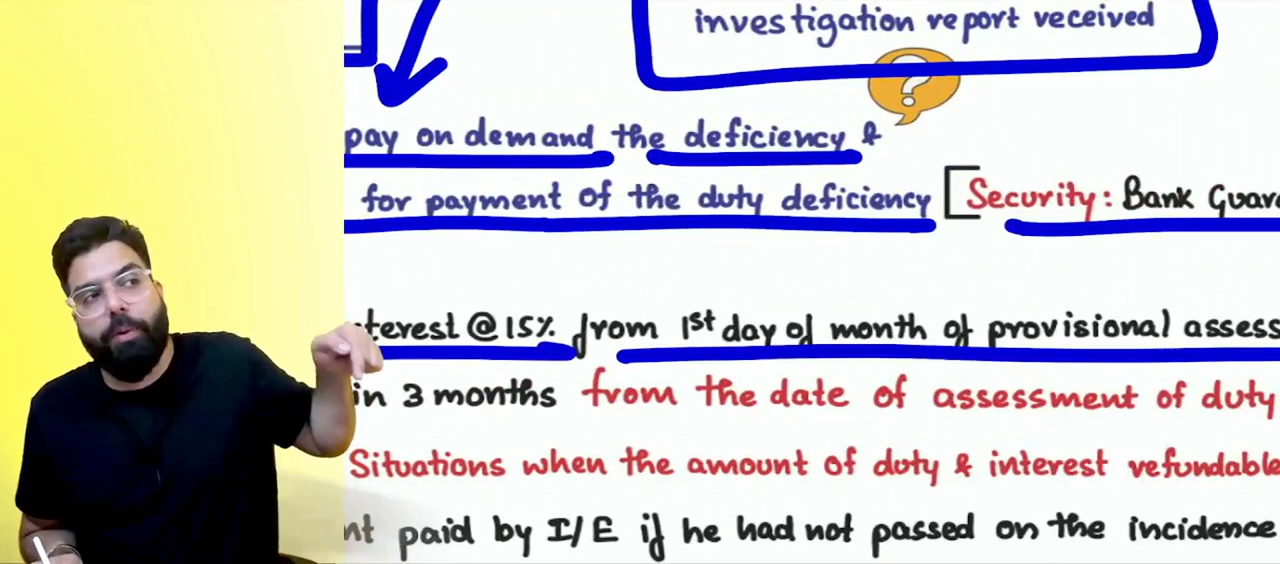 investigation report received
?
pay on demand the deficiency &
for payment of the duty deficiency [Security: Bank
terest @ 15% from 1st day of month of provisional assess
in 3 months from the date of assessment of duty
Situations when the amount of duty & interest refundable
nt paid by I/E if he had not passed on the incidence